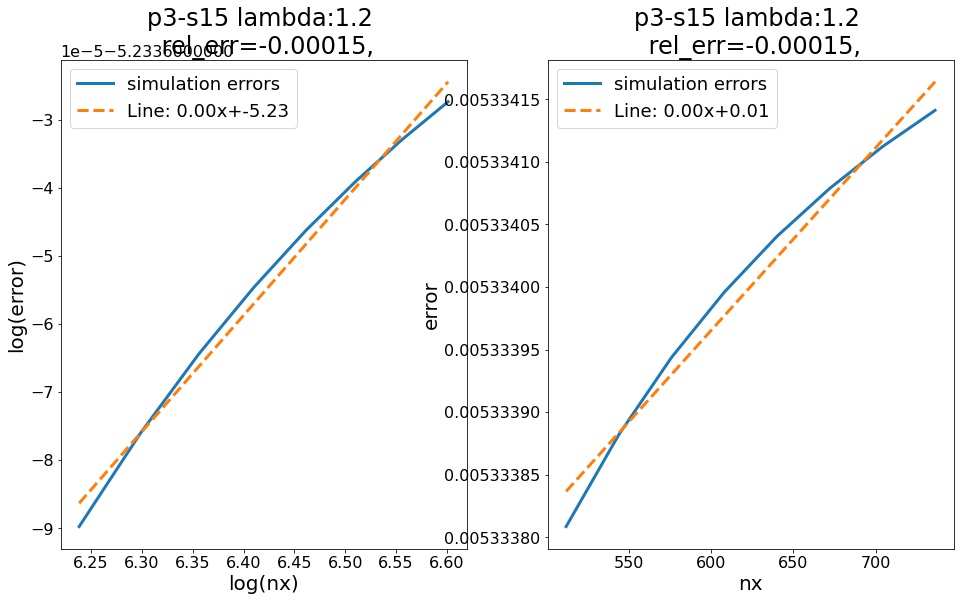 p3-s15 lambda:1.2
rel_err=-0.00015,
1e-5−5.2336000000
simulation errors
Line: 0.00x+-5.23
−3
−4
−5
−6
−7
−8
−9
log(error)
6.25 6.30 6.35 6.40 6.45 6.50 6.55 6.60
log(nx)
p3-s15 lambda:1.2
rel_err=-0.00015,
simulation errors
Line: 0.00x+0.01
0.00533415
0.00533410
0.00533405
0.00533400
0.00533395
0.00533390
0.00533385
0.00533380
error
550 600 650 700
nx